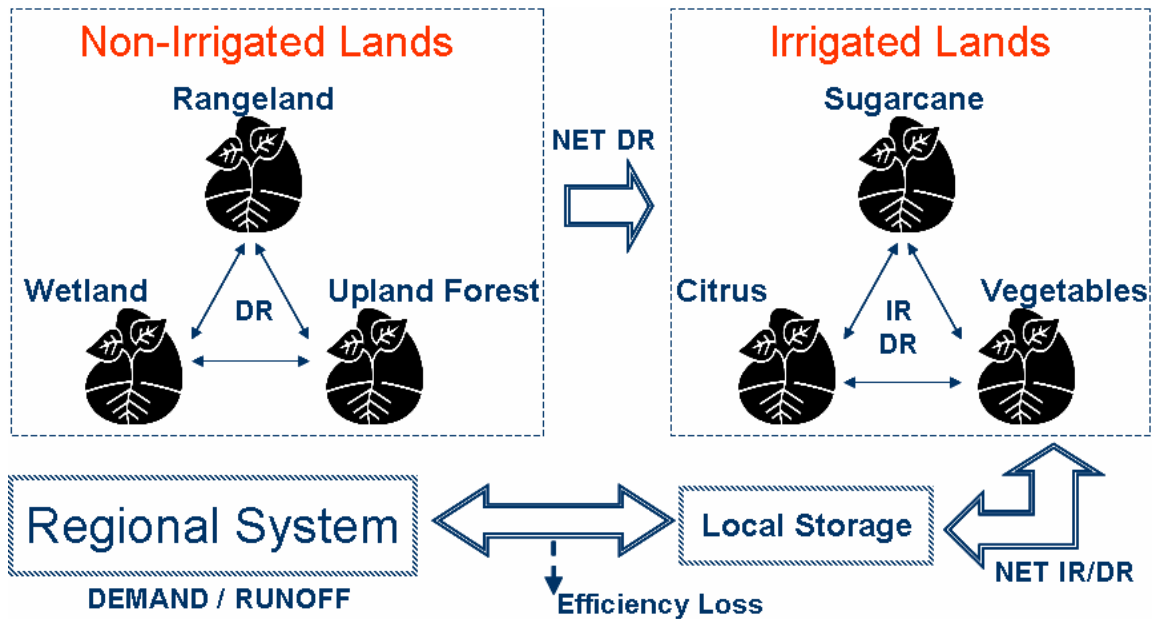 Non-Irrigated Lands
Rangeland
Wetland
DR
Upland Forest
NET DR
Irrigated Lands
Sugarcane
Citrus
IR
DR
Vegetables
Regional System
DEMAND / RUNOFF
Efficiency Loss
Local Storage
NET IR/DR